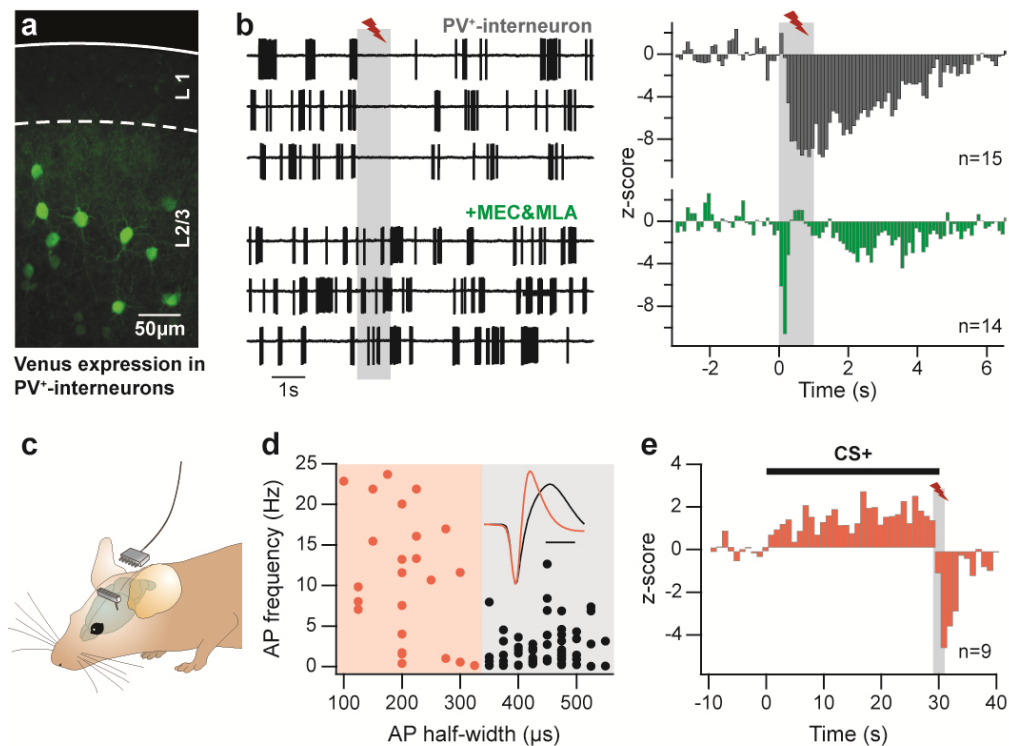 a
L 1
L2/3
50µm
Venus expression in
PV⁺-interneurons
b
PV⁺-interneuron
+MEC&MLA
1s
0
-4
-8
n=15
z-score
0
-4
-8
n=14
-2 0 2 4 6
Time (s)
c
d
AP frequency (Hz)
25
20
15
10
5
0
100 200 300 400 500
AP half-width (µs)
e
CS+
z-score
4
2
0
-2
-4
n=9
-10 0 10 20 30 40
Time (s)